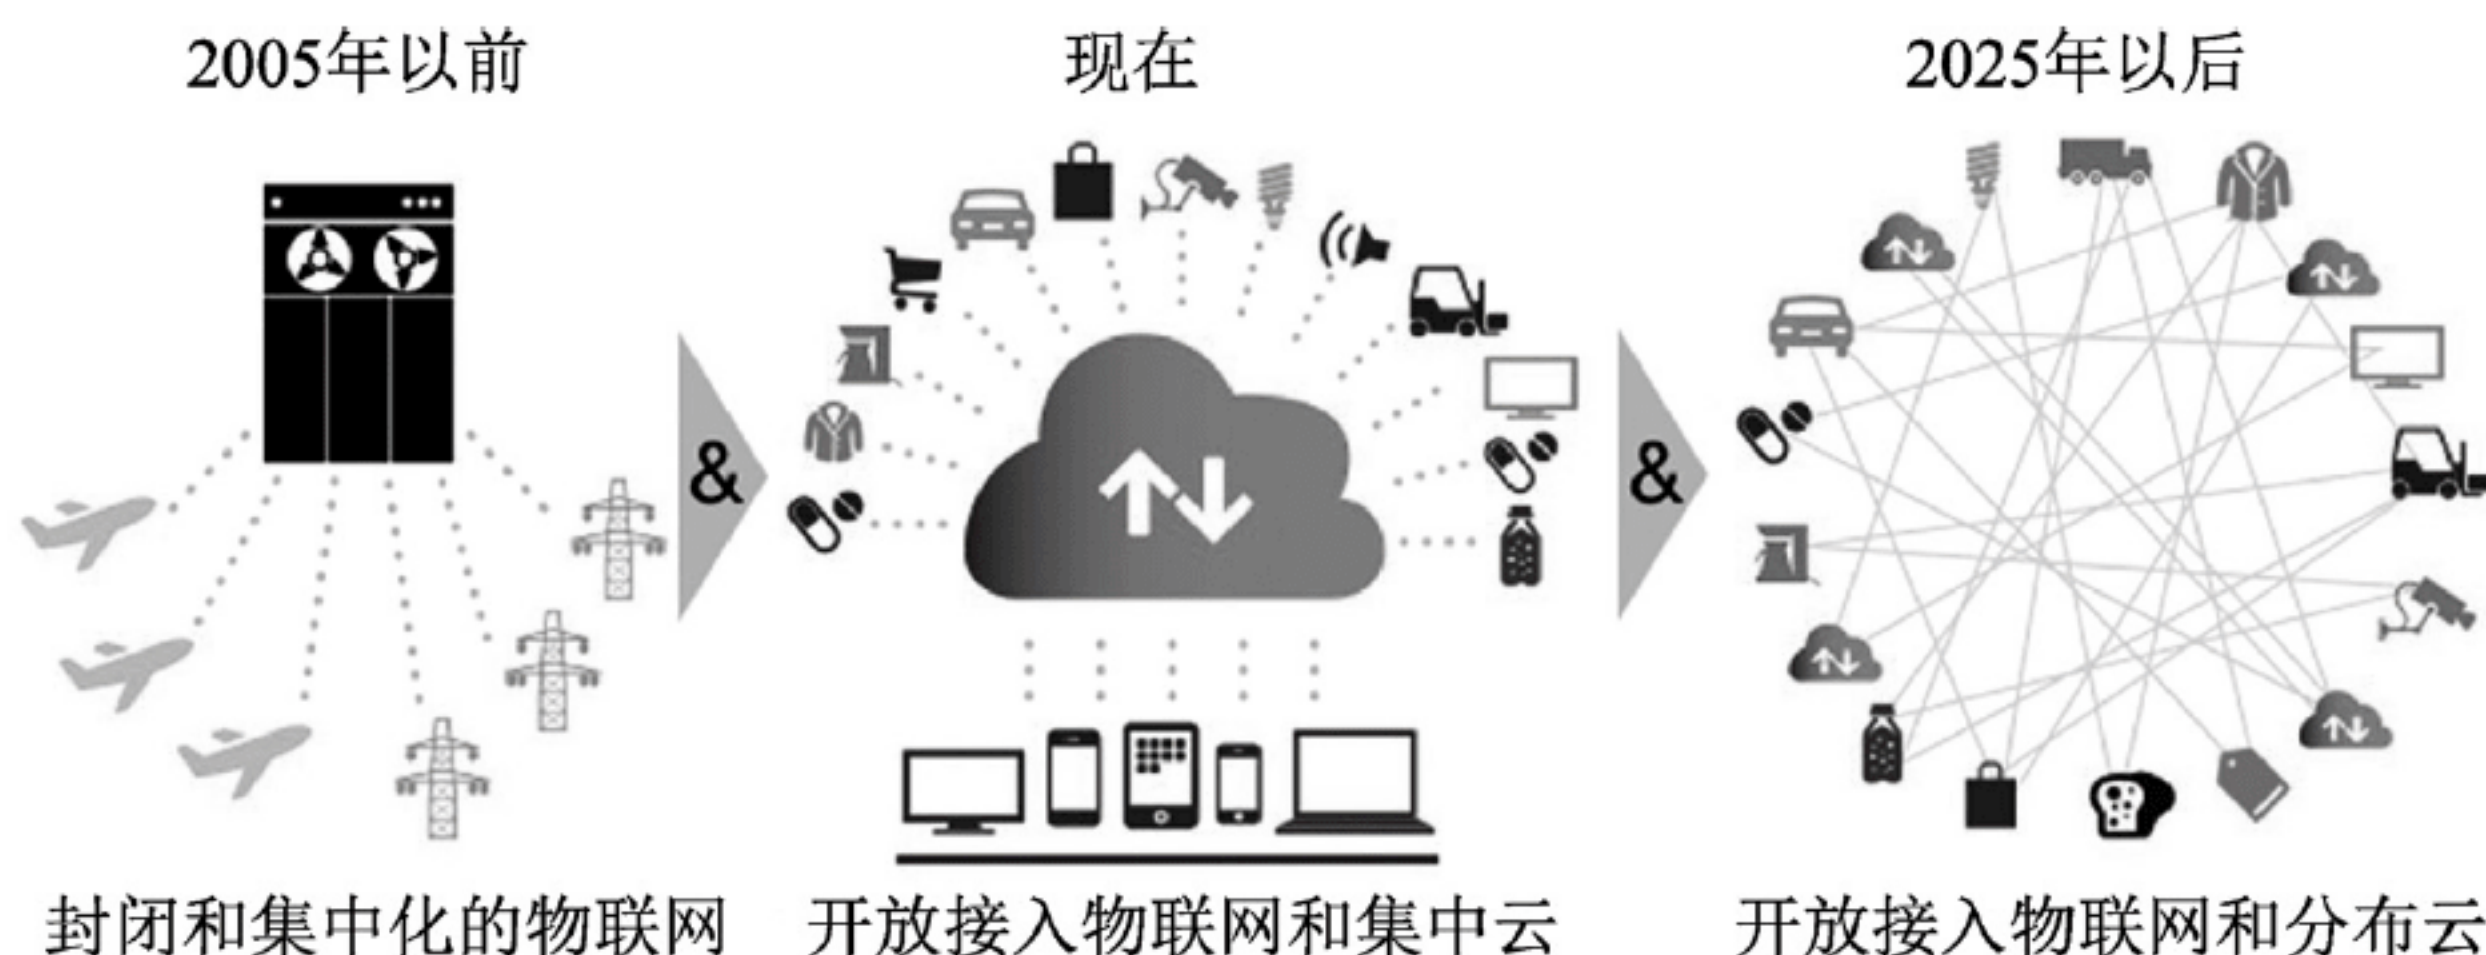 2005年以前
现在
2025年以后
&
&
封闭和集中化的物联网
开放接入物联网和集中云
开放接入物联网和分布云